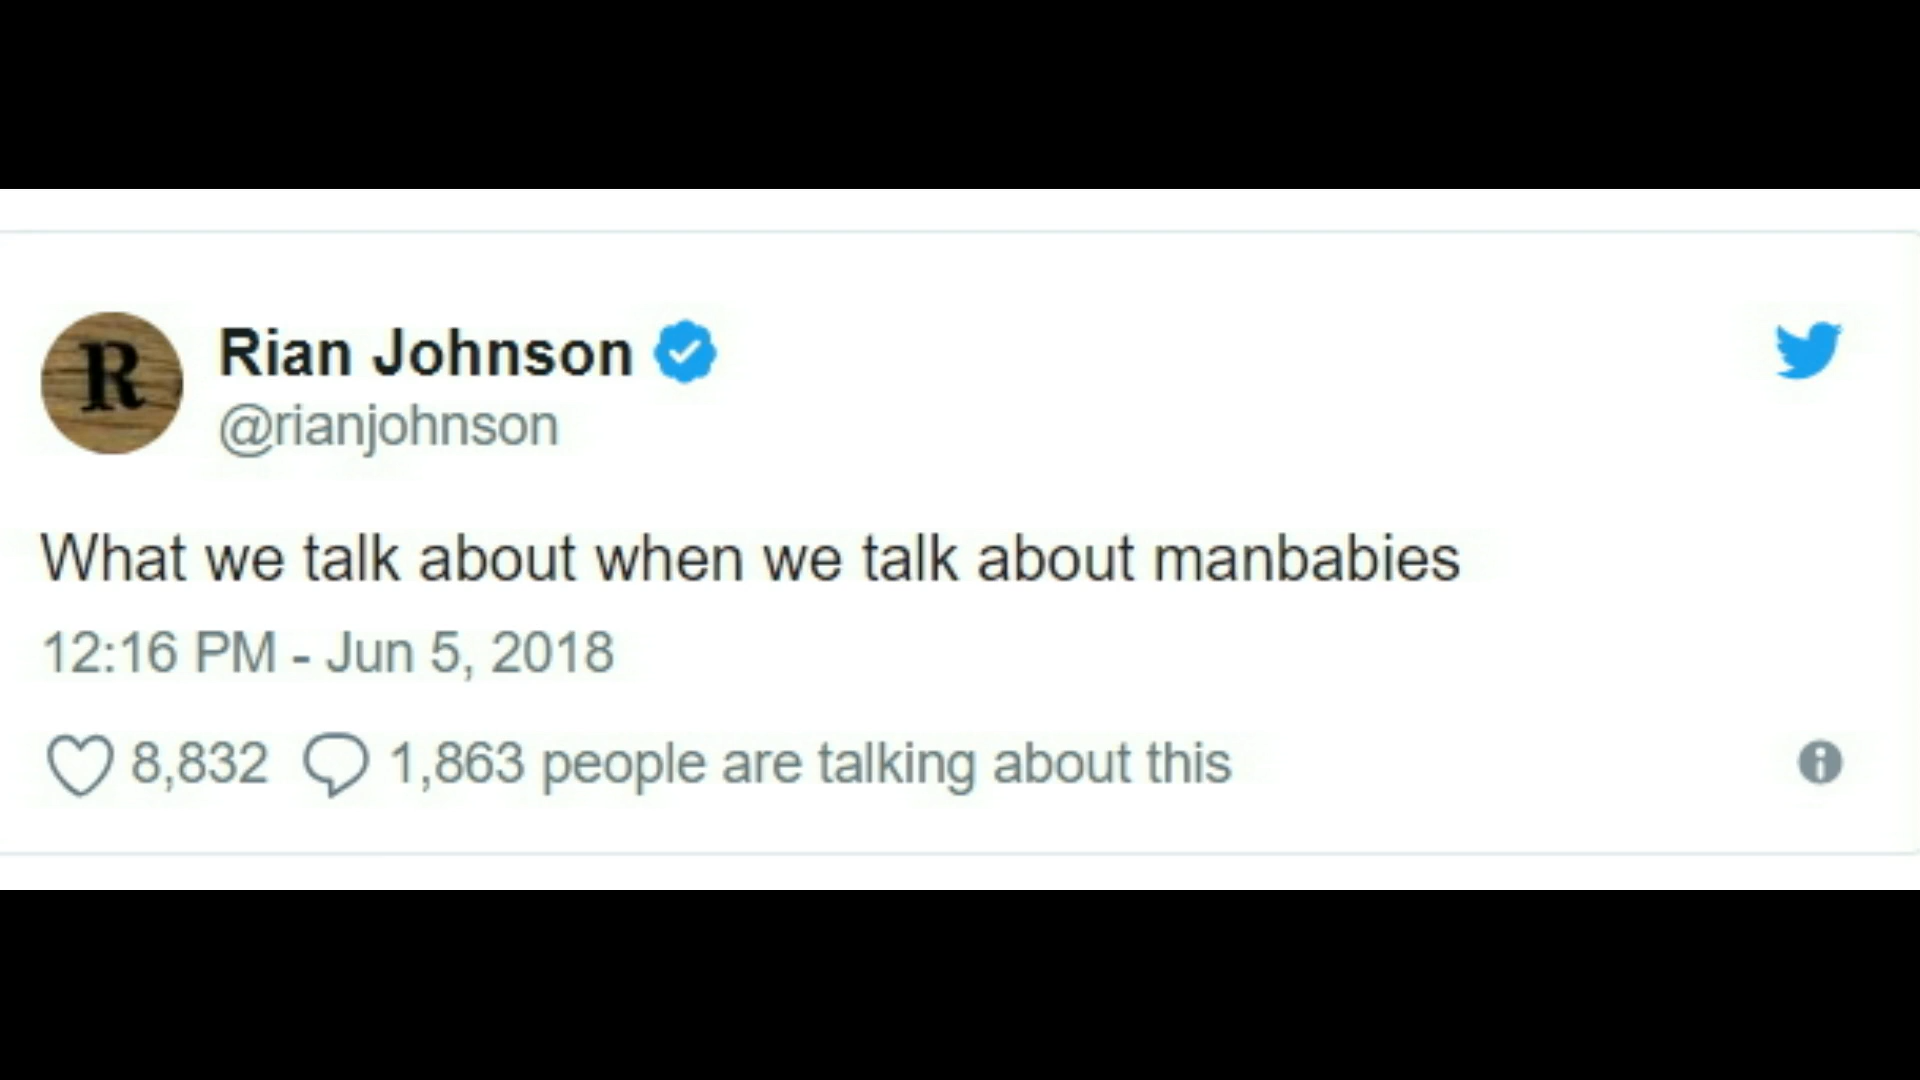 R
Rian Johnson
@rianjohnson
What we talk about when we talk about manbabies
12:16 PM - Jun 5, 2018
8,832 1,863 people are talking about this